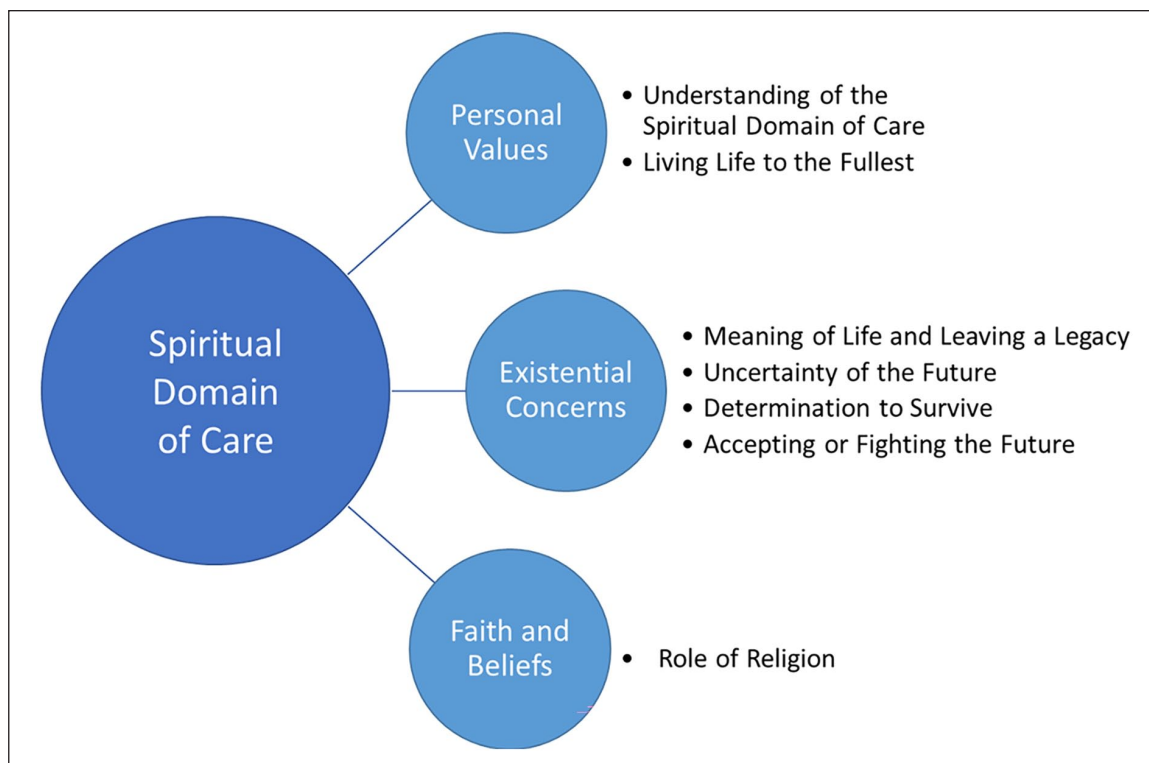 Personal
Values
• Understanding of the
Spiritual Domain of Care
• Living Life to the Fullest
Spiritual
Domain
of Care
Existential
Concerns
• Meaning of Life and Leaving a Legacy
• Uncertainty of the Future
• Determination to Survive
• Accepting or Fighting the Future
Faith and
Beliefs
• Role of Religion